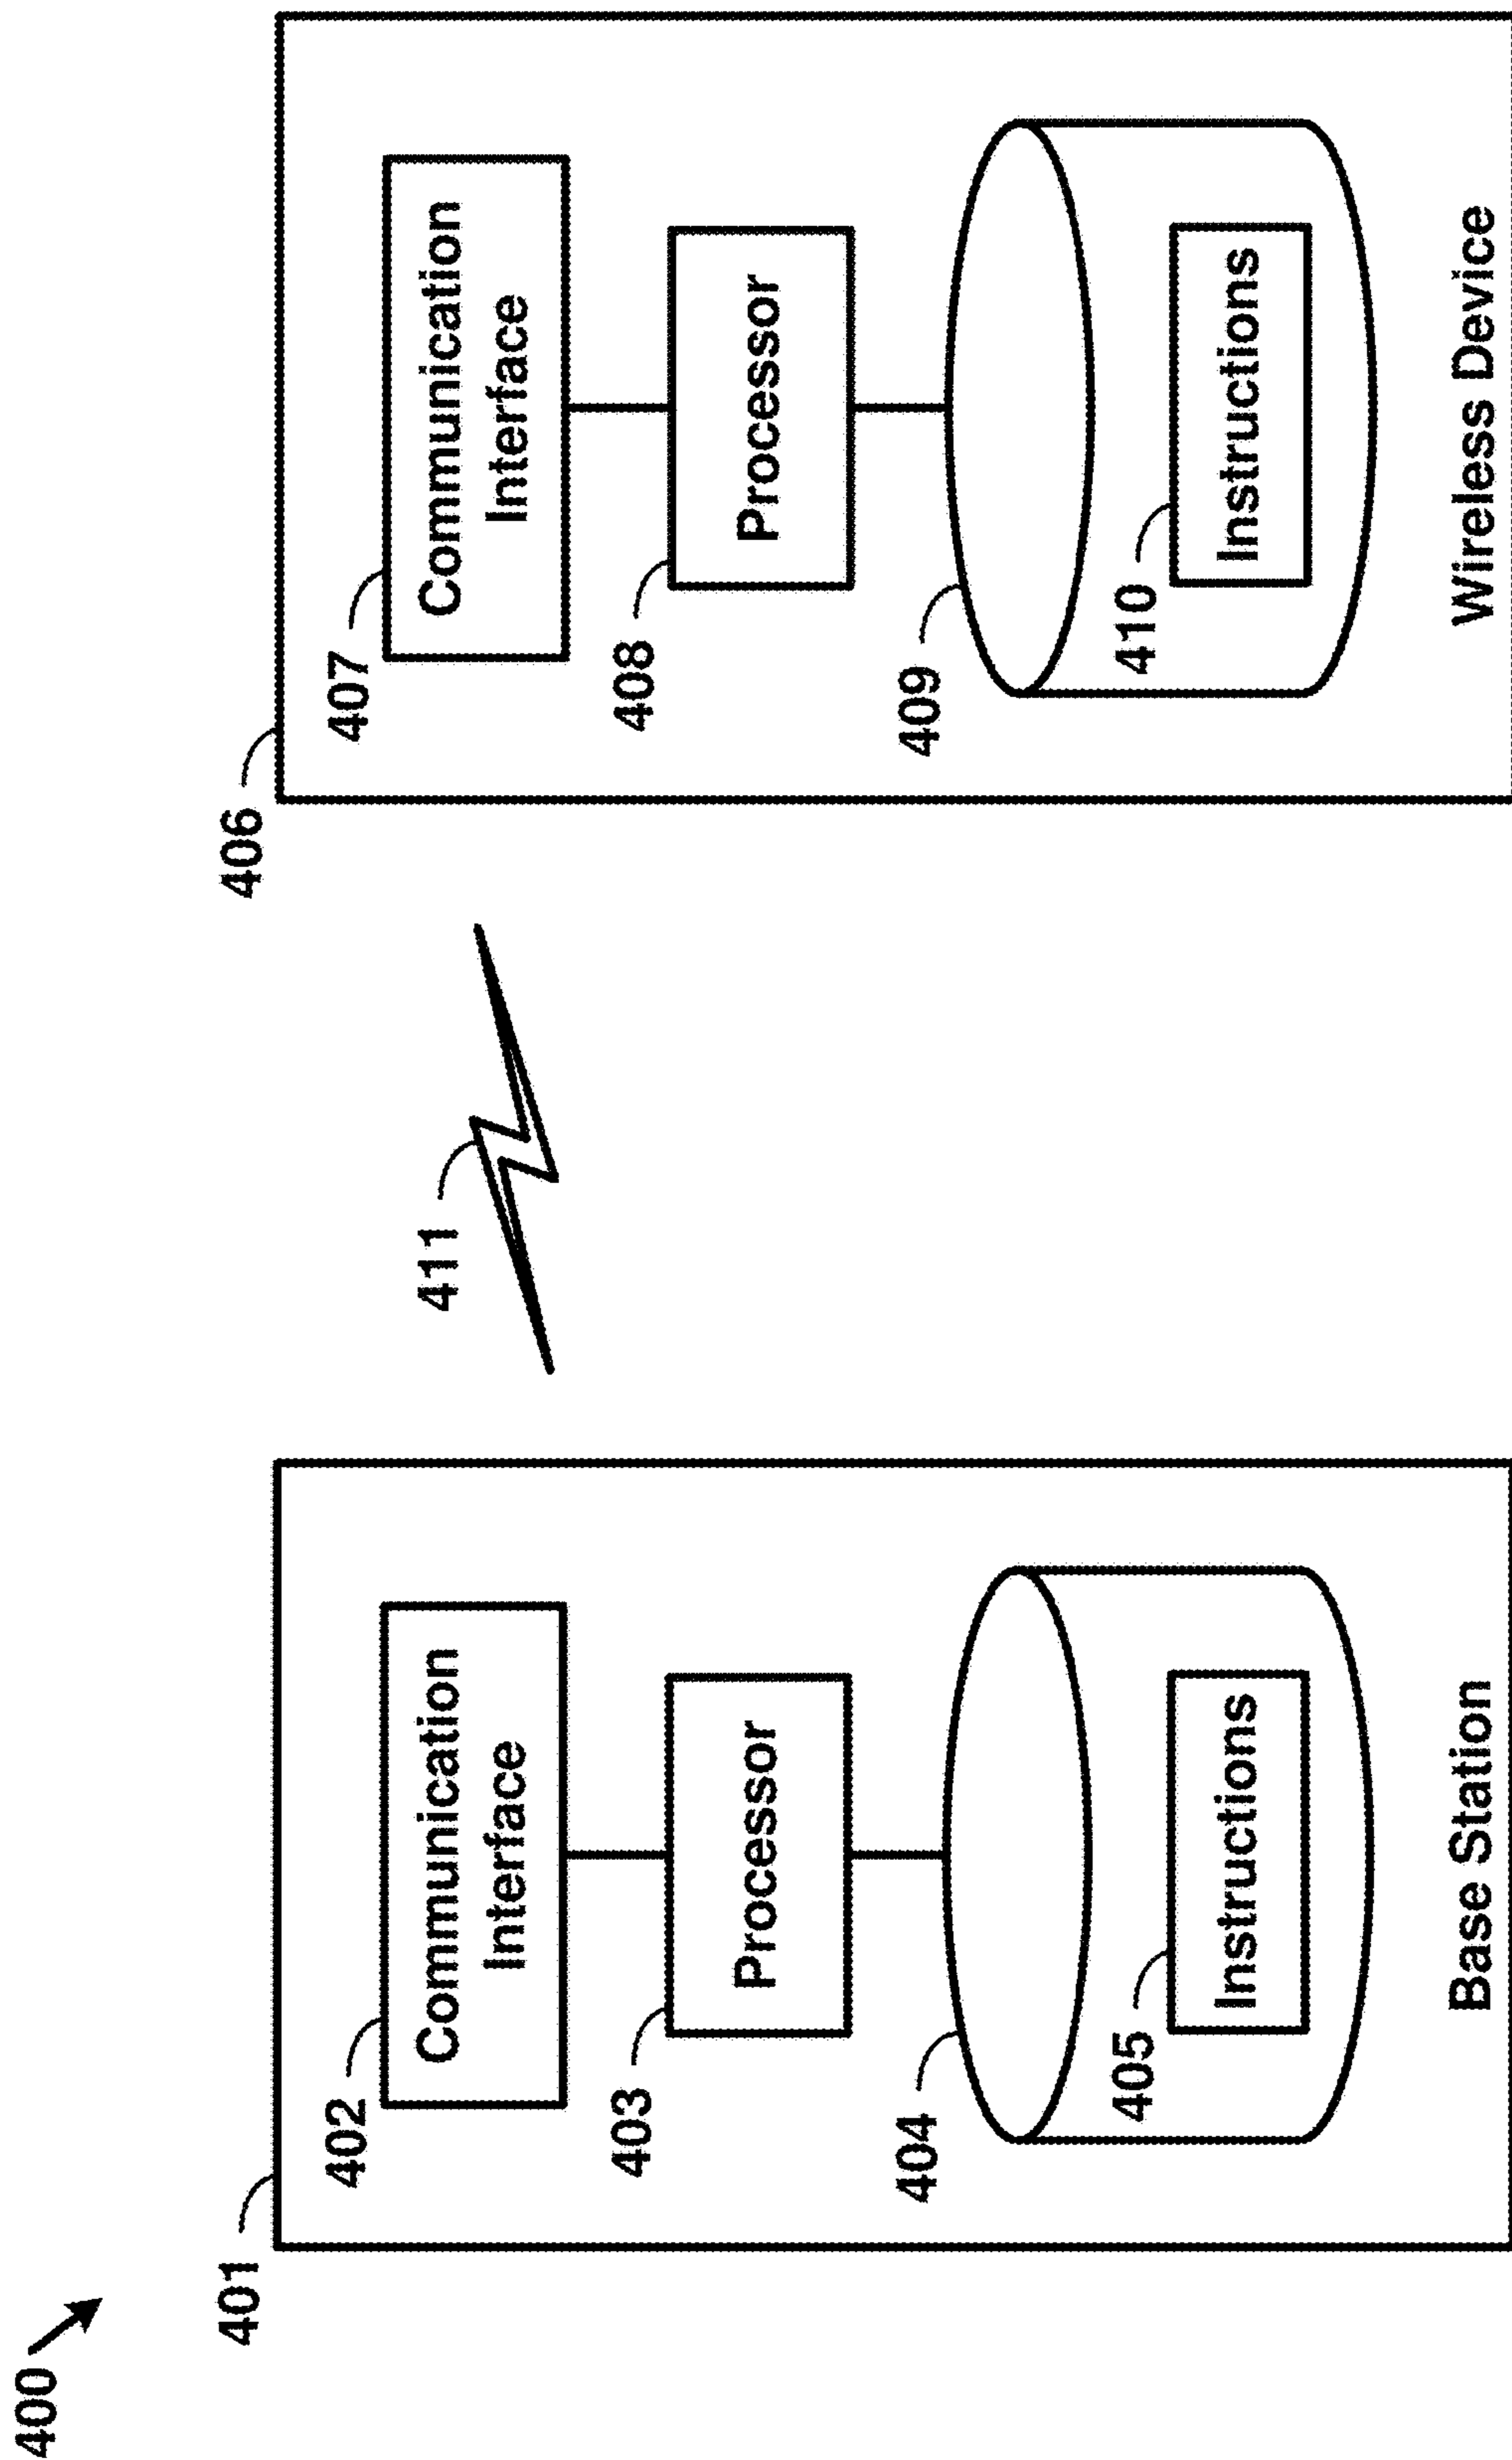 400
401
402
Communication
Interface
403
Processor
404
405
Instructions
Base Station
411
406
407
Communication
Interface
408
Processor
409
410
Instructions
Wireless Device